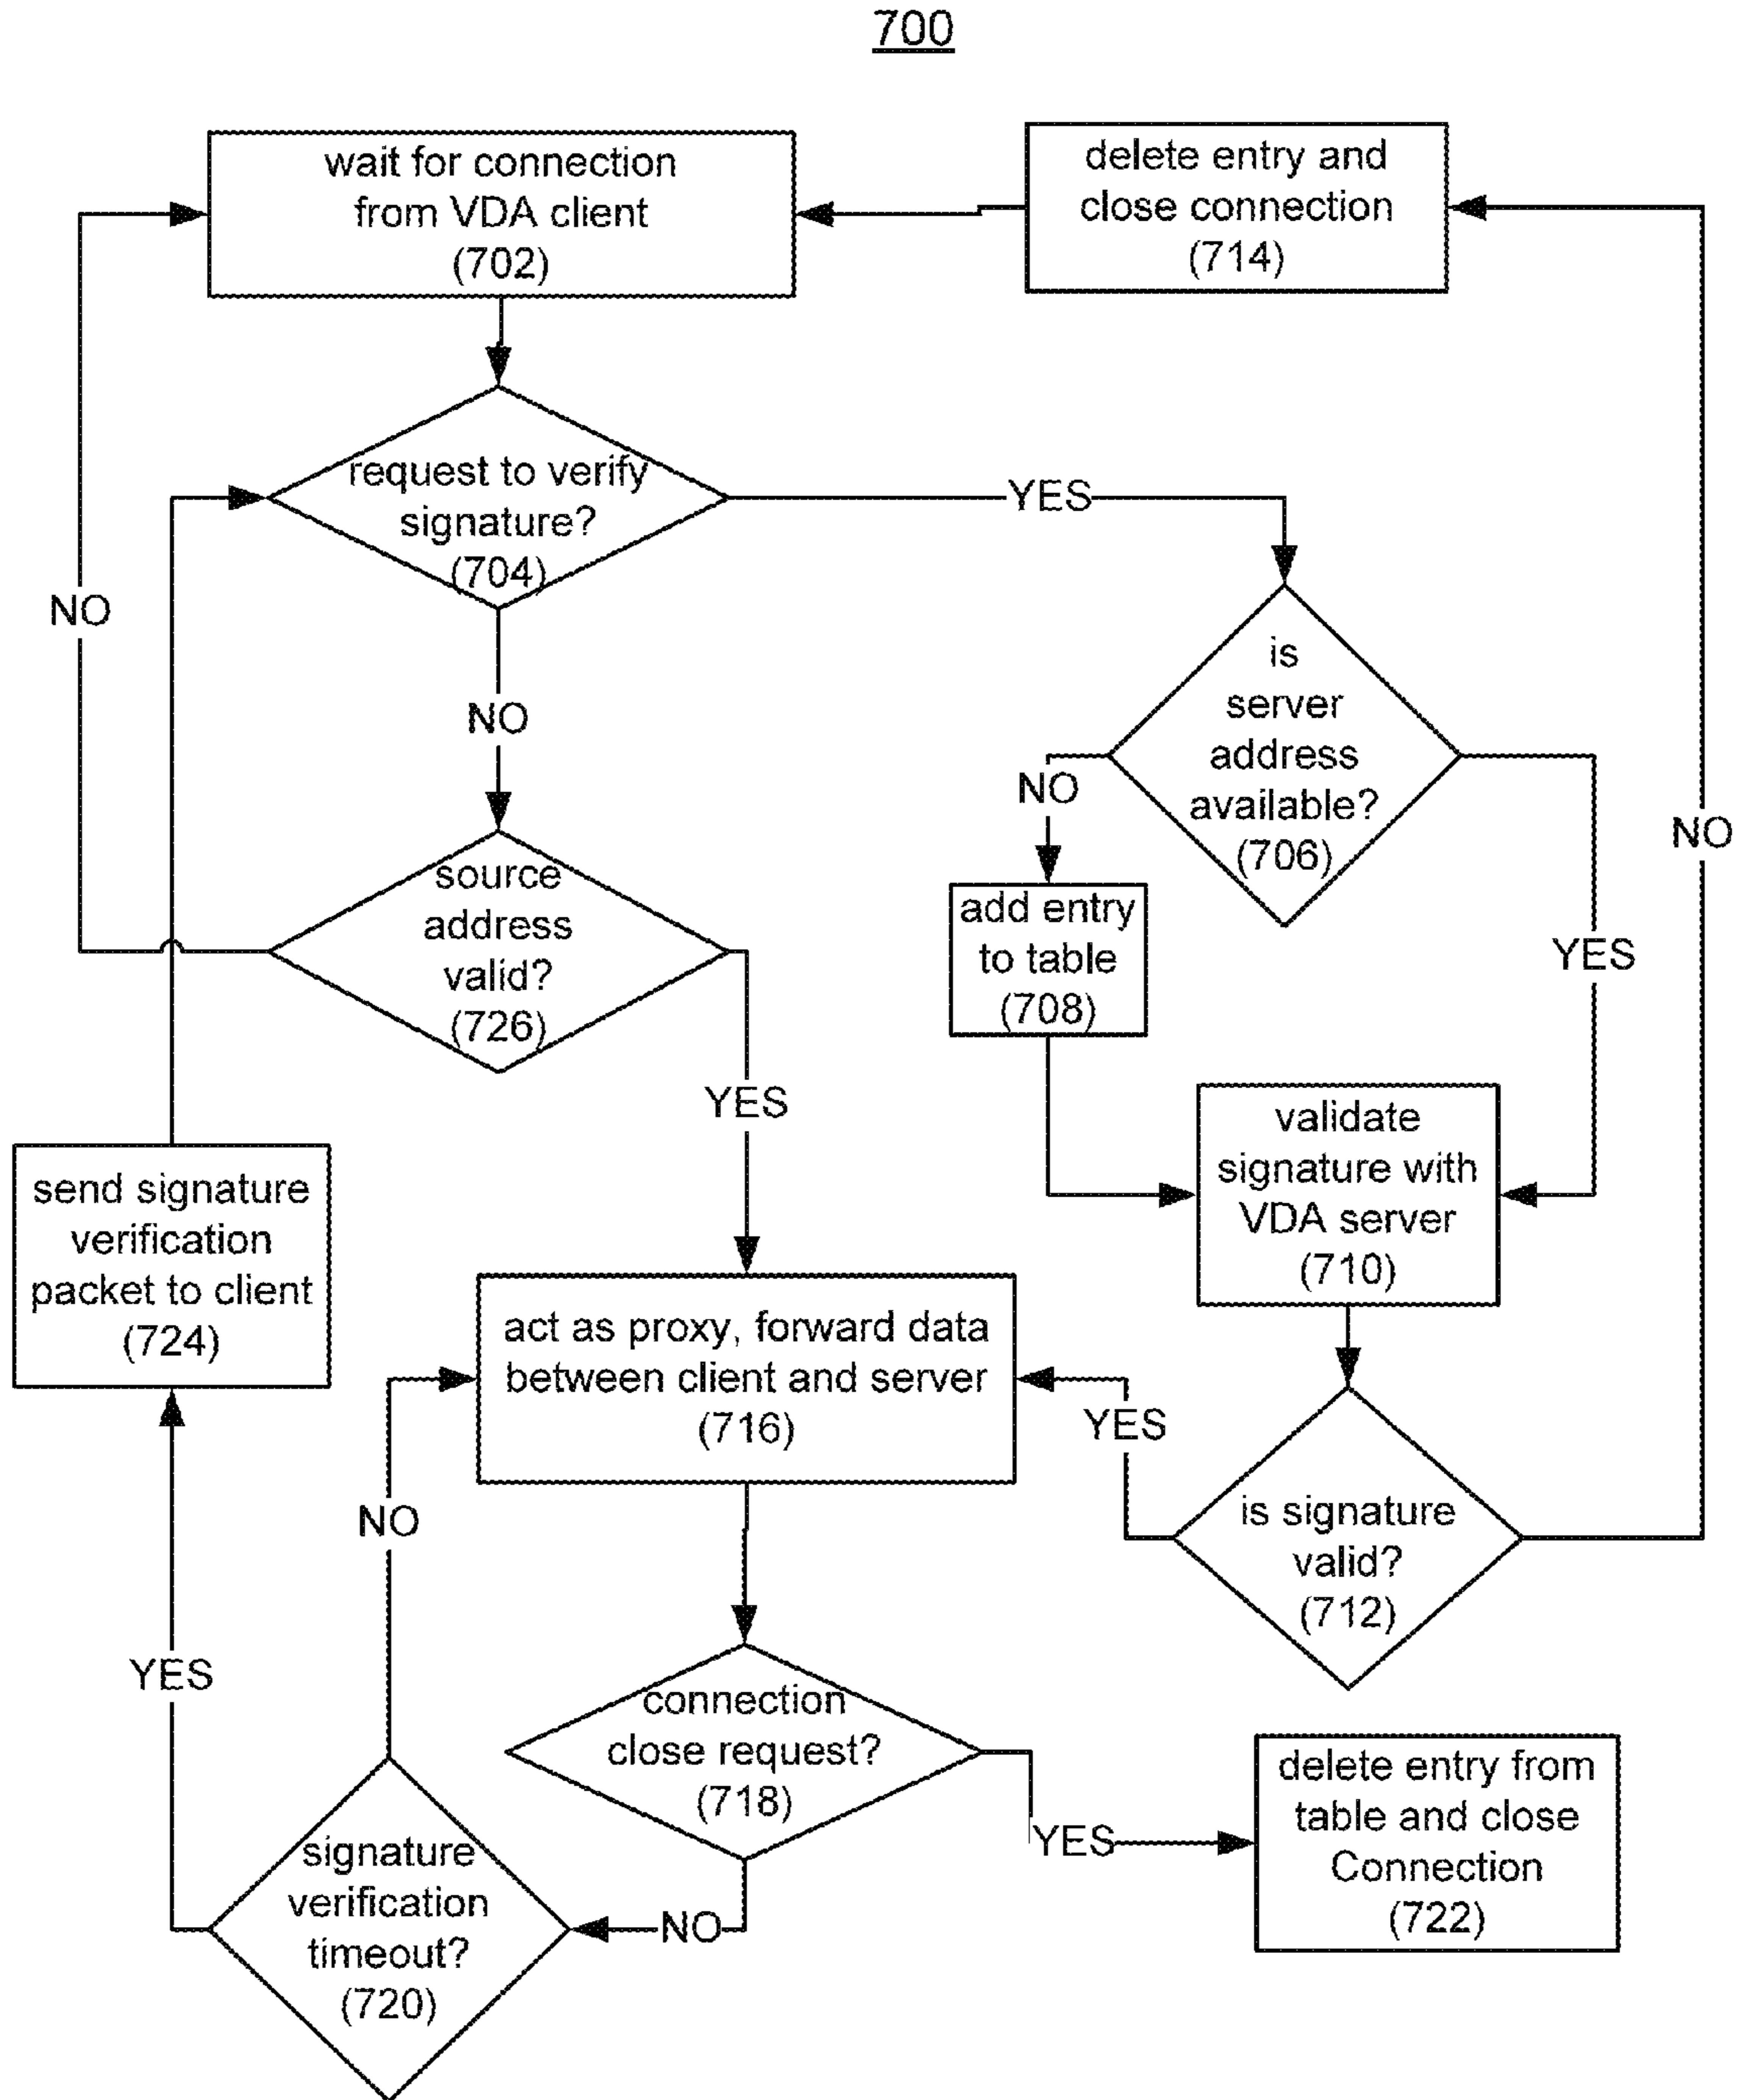 700
wait for connection
from VDA client
(702)
delete entry and
close connection
(714)
request to verify
signature?
(704)
YES
NO
NO
is
server
address
available?
(706)
NO
NO
YES
source
address
valid?
(726)
add entry
to table
(708)
YES
validate
signature with
VDA server
(710)
send signature
verification
packet to client
(724)
act as proxy, forward data
between client and server
(716)
YES
NO
is signature
valid?
(712)
YES
connection
close request?
(718)
YES
delete entry from
table and close
Connection
(722)
signature
verification
timeout?
(720)
NO